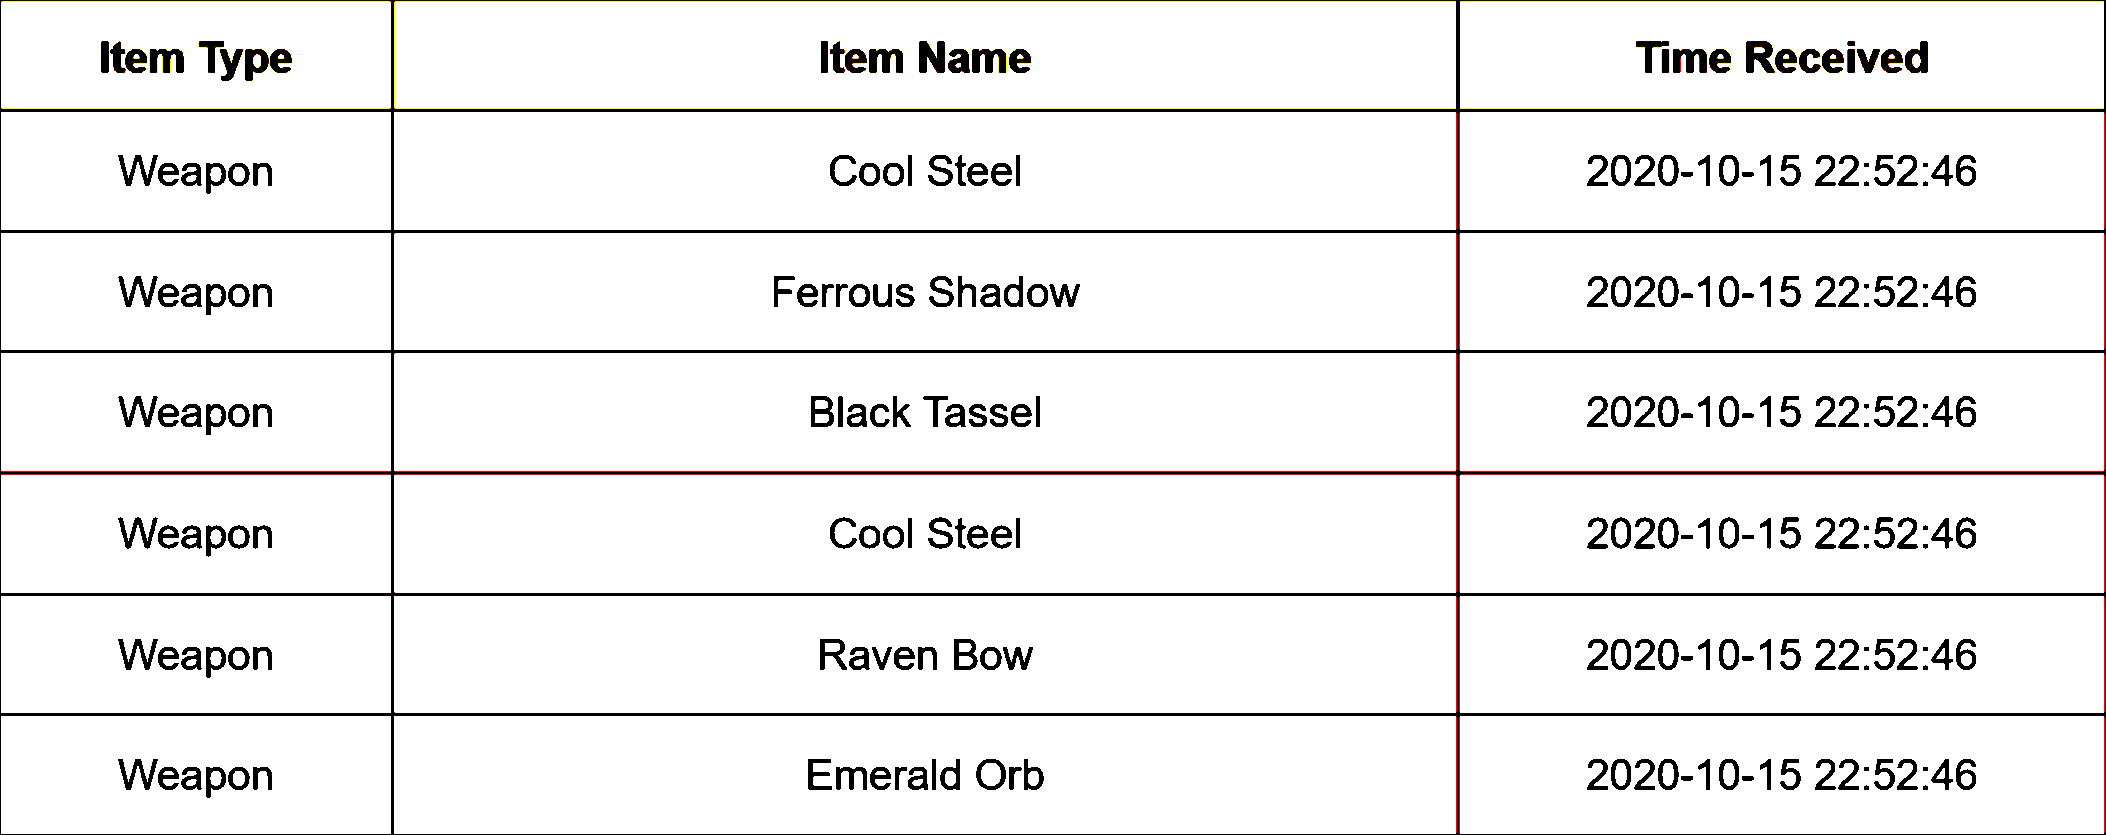 Item Type Item Name Time Received
Weapon Cool Steel 2020-10-15 22:52:46
Weapon Ferrous Shadow 2020-10-15 22:52:46
Weapon Black Tassel 2020-10-15 22:52:46
Weapon Cool Steel 2020-10-15 22:52:46
Weapon Raven Bow 2020-10-15 22:52:46
Weapon Emerald Orb 2020-10-15 22:52:46